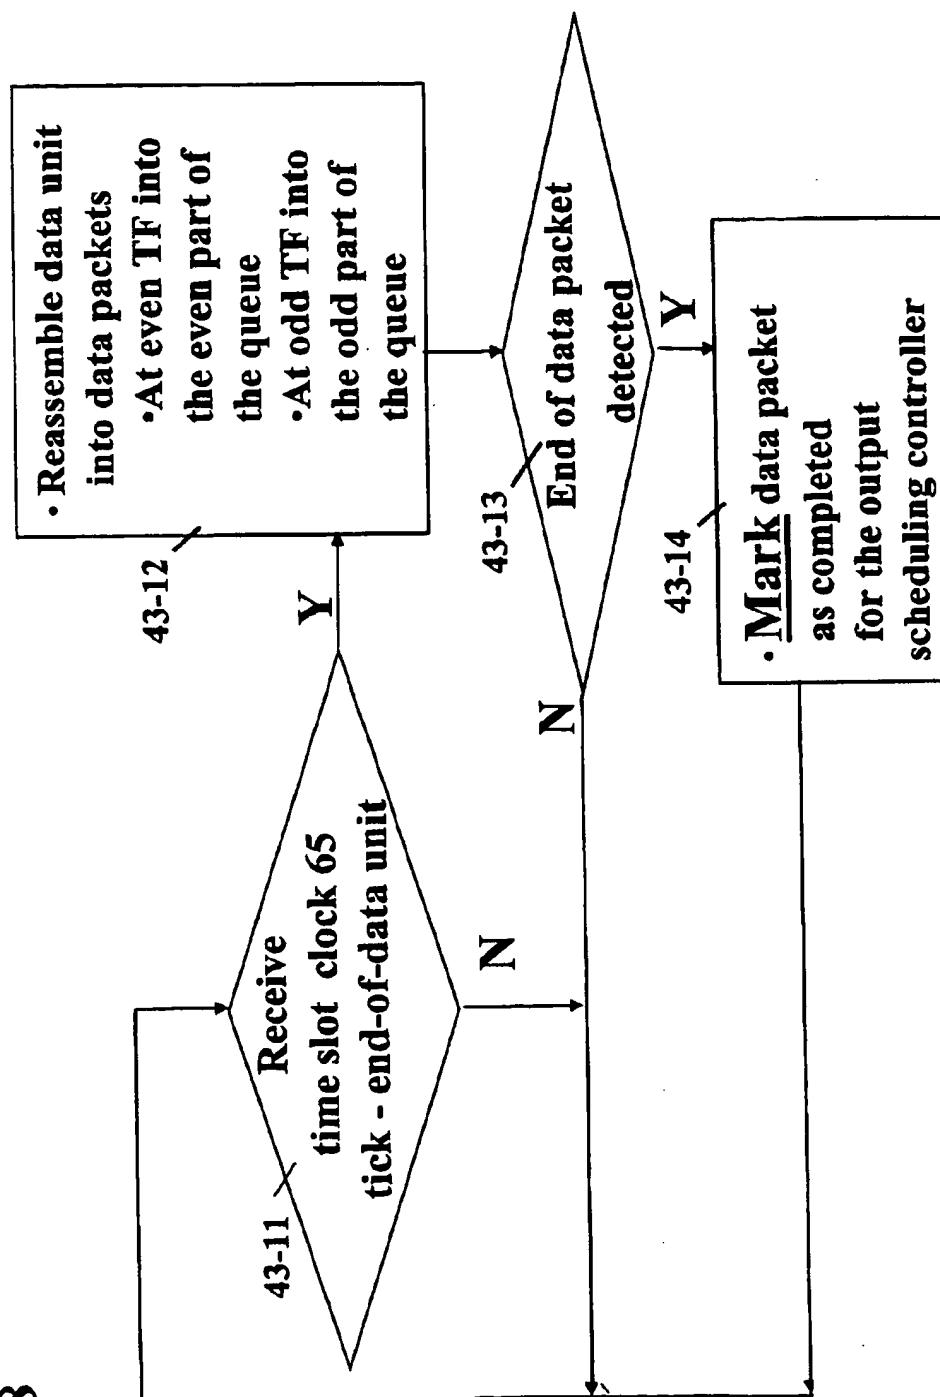 43-11
Receive
time slot clock 65
tick - end-of-data unit
Y
N
43-12
• Reassemble data unit
into data packets
•At even TF into
the even part of
the queue
•At odd TF into
the odd part of
the queue
43-13
End of data packet
detected
N
Y
43-14
• Mark data packet
as completed
for the output
scheduling controller